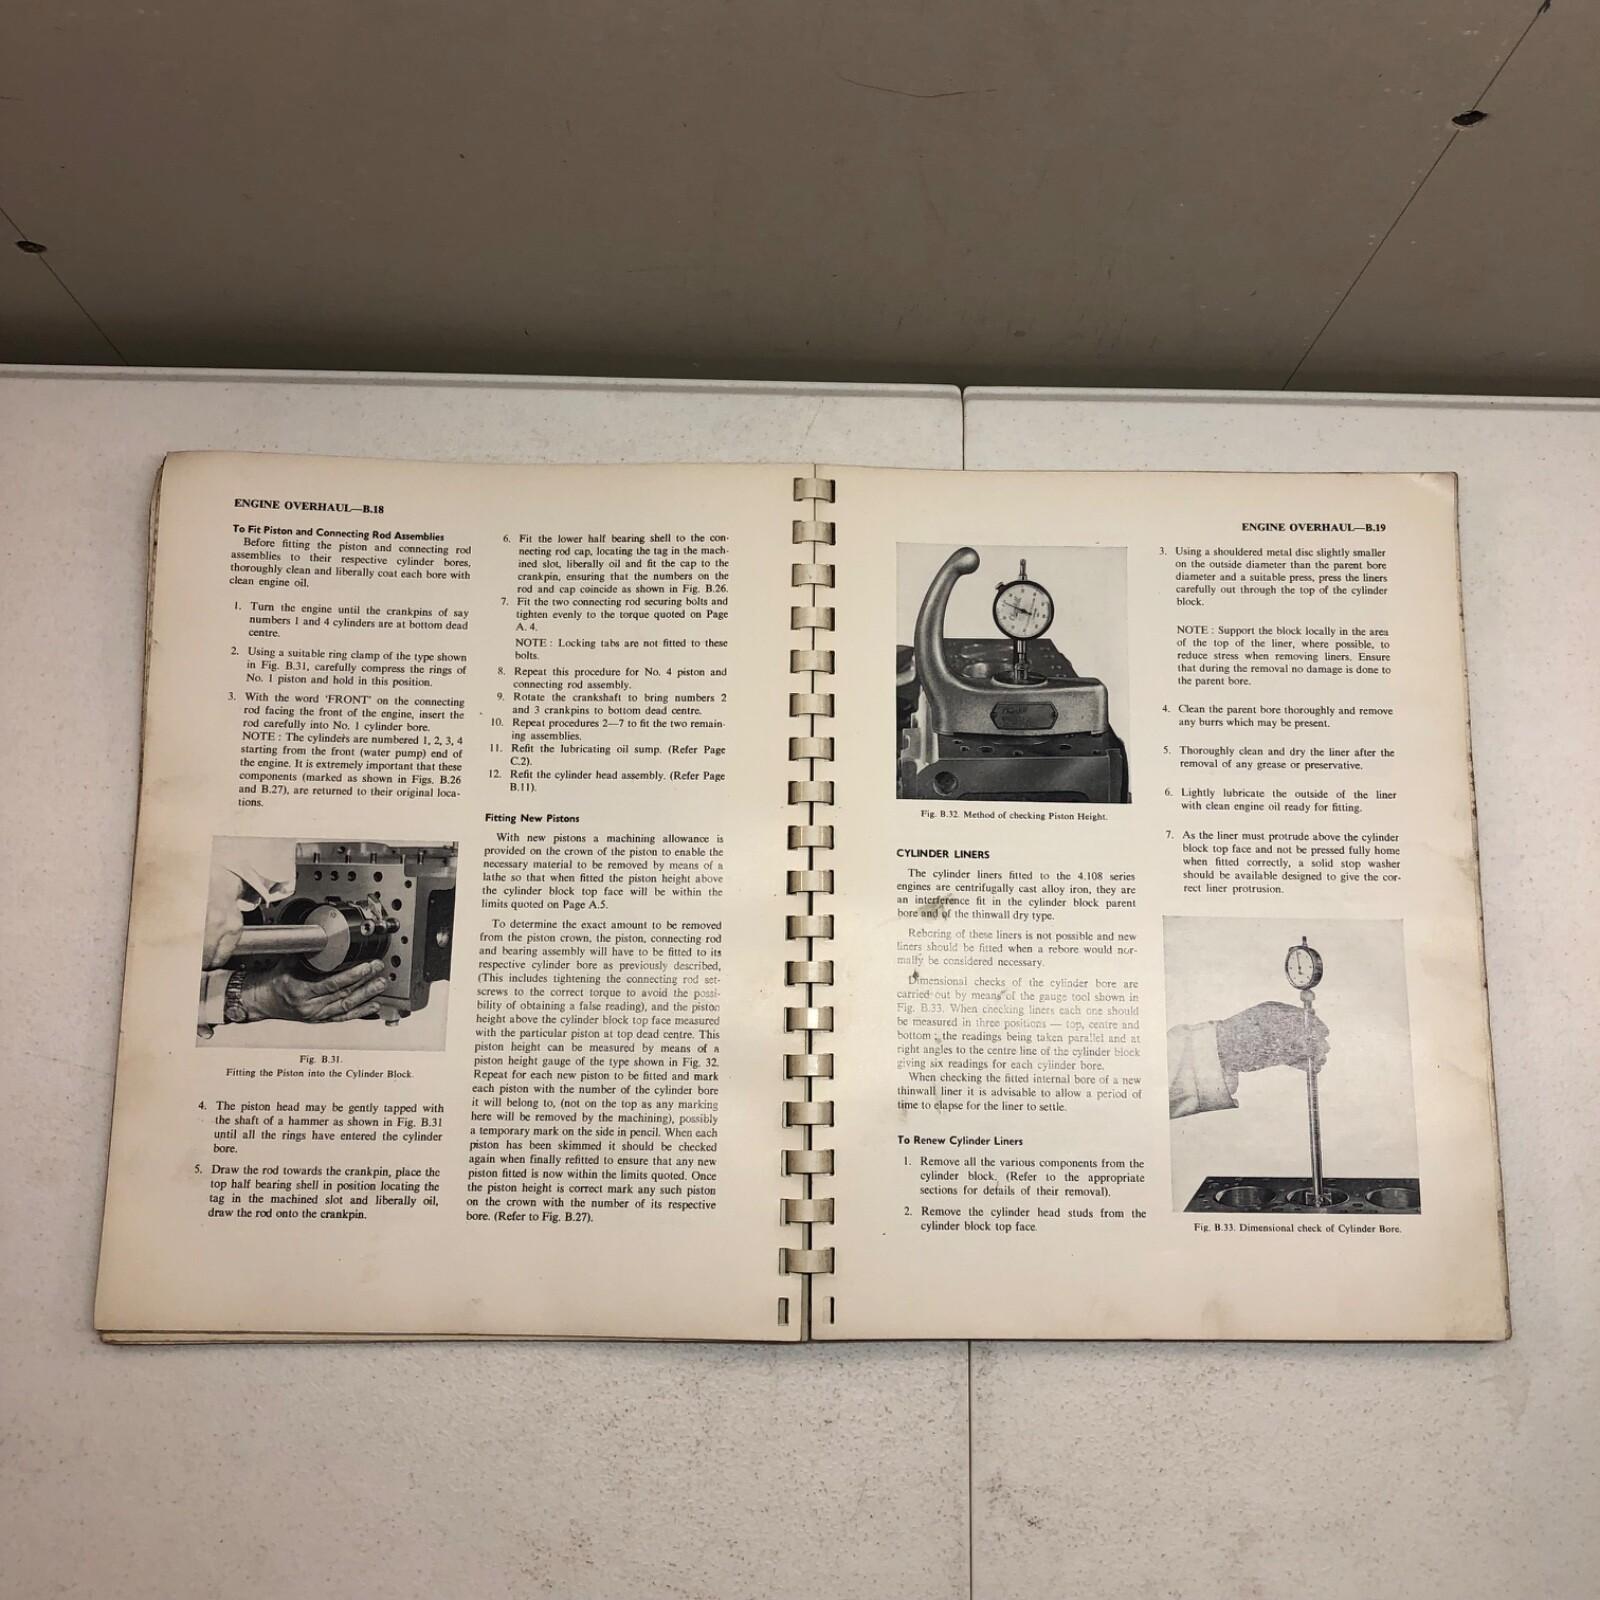 ENGINE OVERHAUL—B.18
To Fit Piston and Connecting Rod Assemblies
Before fitting the piston and connecting rod
assemblies to their respective cylinder bores,
thoroughly clean and liberally coat each bore with
clean engine oil.
1. Turn the engine until the crankpins of say
numbers 1 and 4 cylinders are at bottom dead
centre.
2. Using a suitable ring clamp of the type shown
in Fig. B.31, carefully compress the rings of
No. 1 piston and hold in this position.
3. With the word 'FRONT' on the connecting
rod facing the front of the engine, insert the
rod carefully into No. 1 cylinder bore.
NOTE : The cylinders are numbered 1, 2, 3, 4
starting from the front (water pump) end of
the engine. It is extremely important that these
components (marked as shown in Figs. B.26
and B.27), are returned to their original loca-
tions.
Fig. B.31.
Fitting the Piston into the Cylinder Block.
4. The piston head may be gently tapped with
the shaft of a hammer as shown in Fig. B.31
until all the rings have entered the cylinder
bore.
5. Draw the rod towards the crankpin, place the
top half bearing shell in position locating the
tag in the machined slot and liberally oil,
draw the rod onto the crankpin.
6. Fit the lower half bearing shell to the con-
necting rod cap, locating the tag in the mach-
ined slot, liberally oil and fit the cap to the
crankpin, ensuring that the numbers on the
rod and cap coincide as shown in Fig. B.26.
7. Fit the two connecting rod securing bolts and
tighten evenly to the torque quoted on Page
A. 4.
NOTE : Locking tabs are not fitted to these
bolts.
8. Repeat this procedure for No. 4 piston and
connecting rod assembly.
9. Rotate the crankshaft to bring numbers 2
and 3 crankpins to bottom dead centre.
10. Repeat procedures 2—7 to fit the two remain-
ing assemblies.
11. Refit the lubricating oil sump. (Refer Page
C.2).
12. Refit the cylinder head assembly. (Refer Page
B.11).
Fitting New Pistons
With new pistons a machining allowance is
provided on the crown of the piston to enable the
necessary material to be removed by means of a
lathe so that when fitted the piston height above
the cylinder block top face will be within the
limits quoted on Page A.5.
To determine the exact amount to be removed
from the piston crown, the piston, connecting rod
and bearing assembly will have to be fitted to its
respective cylinder bore as previously described,
(This includes tightening the connecting rod set-
screws to the correct torque to avoid the possi-
bility of obtaining a false reading), and the piston
height above the cylinder block top face measured
with the particular piston at top dead centre. This
piston height can be measured by means of a
piston height gauge of the type shown in Fig. 32.
Repeat for each new piston to be fitted and mark
each piston with the number of the cylinder bore
it will belong to, (not on the top as any marking
here will be removed by the machining), possibly
a temporary mark on the side in pencil. When each
piston has been skimmed it should be checked
again when finally refitted to ensure that any new
piston fitted is now within the limits quoted. Once
the piston height is correct mark any such piston
on the crown with the number of its respective
bore. (Refer to Fig. B.27).
ENGINE OVERHAUL—B.19
Fig. B.32. Method of checking Piston Height.
CYLINDER LINERS
The cylinder liners fitted to the 4.108 series
engines are centrifugally cast alloy iron, they are
an interference fit in the cylinder block parent
bore and of the thinwall dry type.
Reboring of these liners is not possible and new
liners should be fitted when a rebore would nor-
mally be considered necessary.
Dimensional checks of the cylinder bore are
carried out by means of the gauge tool shown in
Fig. B.33. When checking liners each one should
be measured in three positions — top, centre and
bottom ; the readings being taken parallel and at
right angles to the centre line of the cylinder block
giving six readings for each cylinder bore.
When checking the fitted internal bore of a new
thinwall liner it is advisable to allow a period of
time to elapse for the liner to settle.
To Renew Cylinder Liners
1. Remove all the various components from the
cylinder block. (Refer to the appropriate
sections for details of their removal).
2. Remove the cylinder head studs from the
cylinder block top face.
3. Using a shouldered metal disc slightly smaller
on the outside diameter than the parent bore
diameter and a suitable press, press the liners
carefully out through the top of the cylinder
block.
NOTE : Support the block locally in the area
of the top of the liner, where possible, to
reduce stress when removing liners. Ensure
that during the removal no damage is done to
the parent bore.
4. Clean the parent bore thoroughly and remove
any burrs which may be present.
5. Thoroughly clean and dry the liner after the
removal of any grease or preservative.
6. Lightly lubricate the outside of the liner
with clean engine oil ready for fitting.
7. As the liner must protrude above the cylinder
block top face and not be pressed fully home
when fitted correctly, a solid stop washer
should be available designed to give the cor-
rect liner protrusion.
Fig. B.33. Dimensional check of Cylinder Bore.